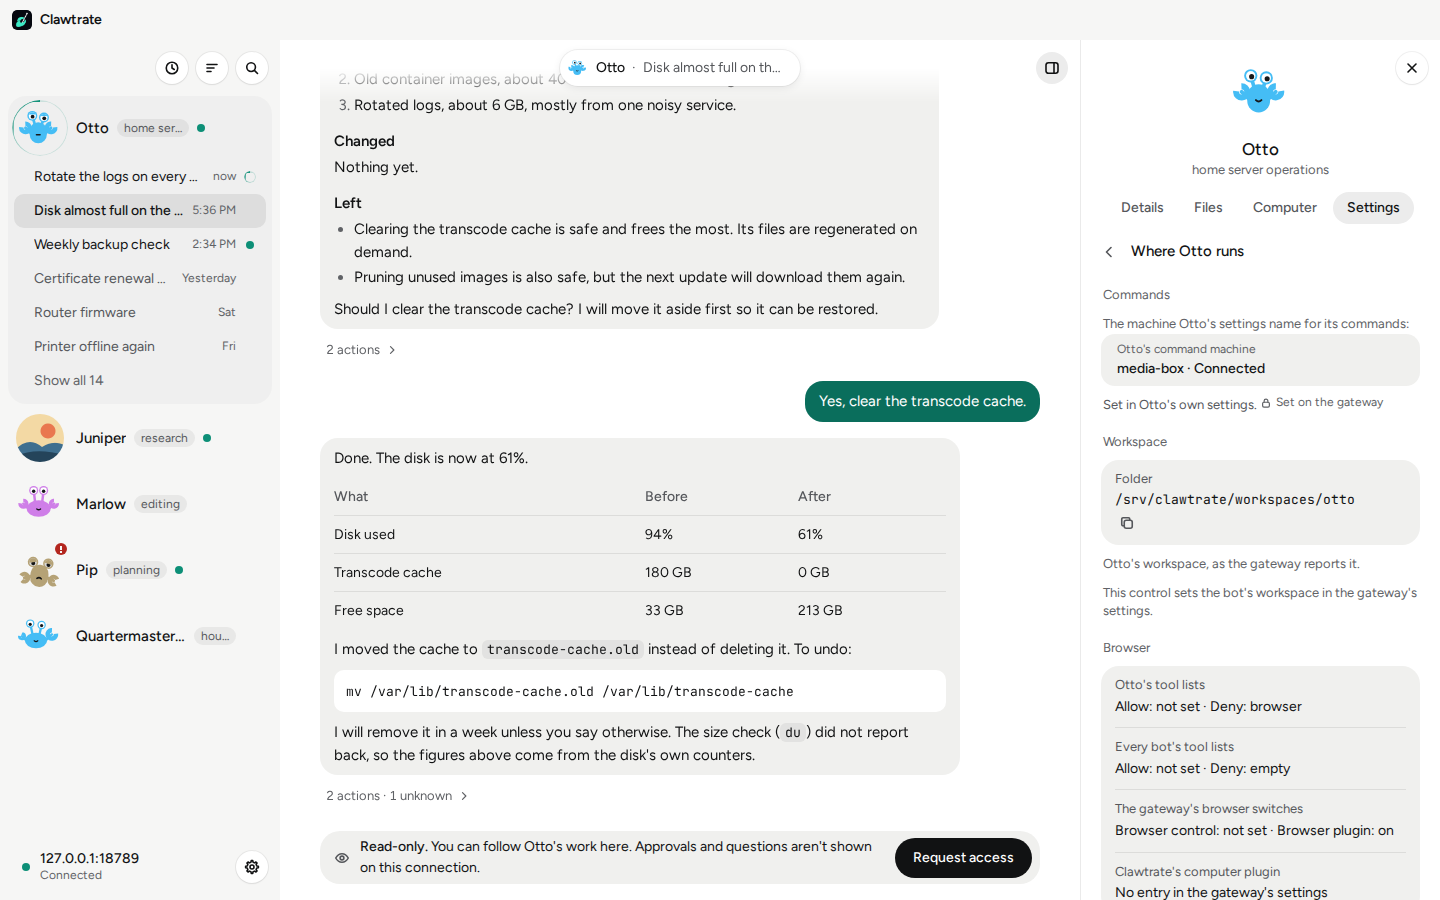 Clawtrate
Otto
home ser...
Rotate the logs on every ...
now
Disk almost full on the ...
5:36 PM
Weekly backup check
2:34 PM
Certificate renewal ...
Yesterday
Router firmware
Sat
Printer offline again
Fri
Show all 14
Juniper
research
Marlow
editing
Pip
planning
Quartermaster...
hou...
127.0.0.1:18789
Connected
Otto · Disk almost full on th...
2. Old container images, about 40
3. Rotated logs, about 6 GB, mostly from one noisy service.
Changed
Nothing yet.
Left
• Clearing the transcode cache is safe and frees the most. Its files are regenerated on
demand.
• Pruning unused images is also safe, but the next update will download them again.
Should I clear the transcode cache? I will move it aside first so it can be restored.
2 actions
Yes, clear the transcode cache.
Done. The disk is now at 61%.
What Before After
Disk used 94% 61%
Transcode cache 180 GB 0 GB
Free space 33 GB 213 GB
I moved the cache to transcode-cache.old instead of deleting it. To undo:
mv /var/lib/transcode-cache.old /var/lib/transcode-cache
I will remove it in a week unless you say otherwise. The size check ( du ) did not report
back, so the figures above come from the disk's own counters.
2 actions · 1 unknown
Read-only. You can follow Otto's work here. Approvals and questions aren't shown
on this connection.
Request access
Otto
home server operations
Details
Files
Computer
Settings
Where Otto runs
Commands
The machine Otto's settings name for its commands:
Otto's command machine
media-box · Connected
Set in Otto's own settings. Set on the gateway
Workspace
Folder
/srv/clawtrate/workspaces/otto
Otto's workspace, as the gateway reports it.
This control sets the bot's workspace in the gateway's
settings.
Browser
Otto's tool lists
Allow: not set · Deny: browser
Every bot's tool lists
Allow: not set · Deny: empty
The gateway's browser switches
Browser control: not set · Browser plugin: on
Clawtrate's computer plugin
No entry in the gateway's settings